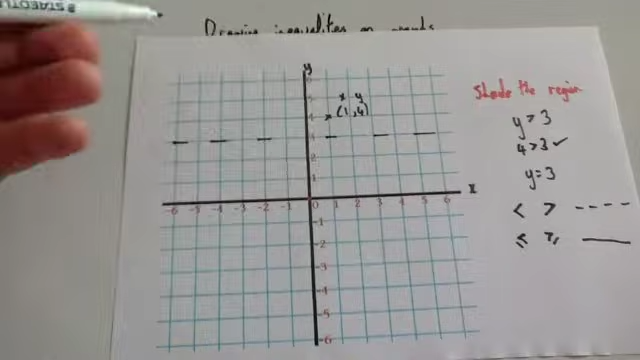 STAEDTLER
Drawing inequalities on graphs
y
x y
(1, 4)
Shade the region
y > 3
4 > 3 ✓
y = 3
< > - - - -
≤ ≥ ——
x
-6 -5 -4 -3 -2 -1 0 1 2 3 4 5 6
5
4
3
1
-1
-2
-3
-4
-5
-6